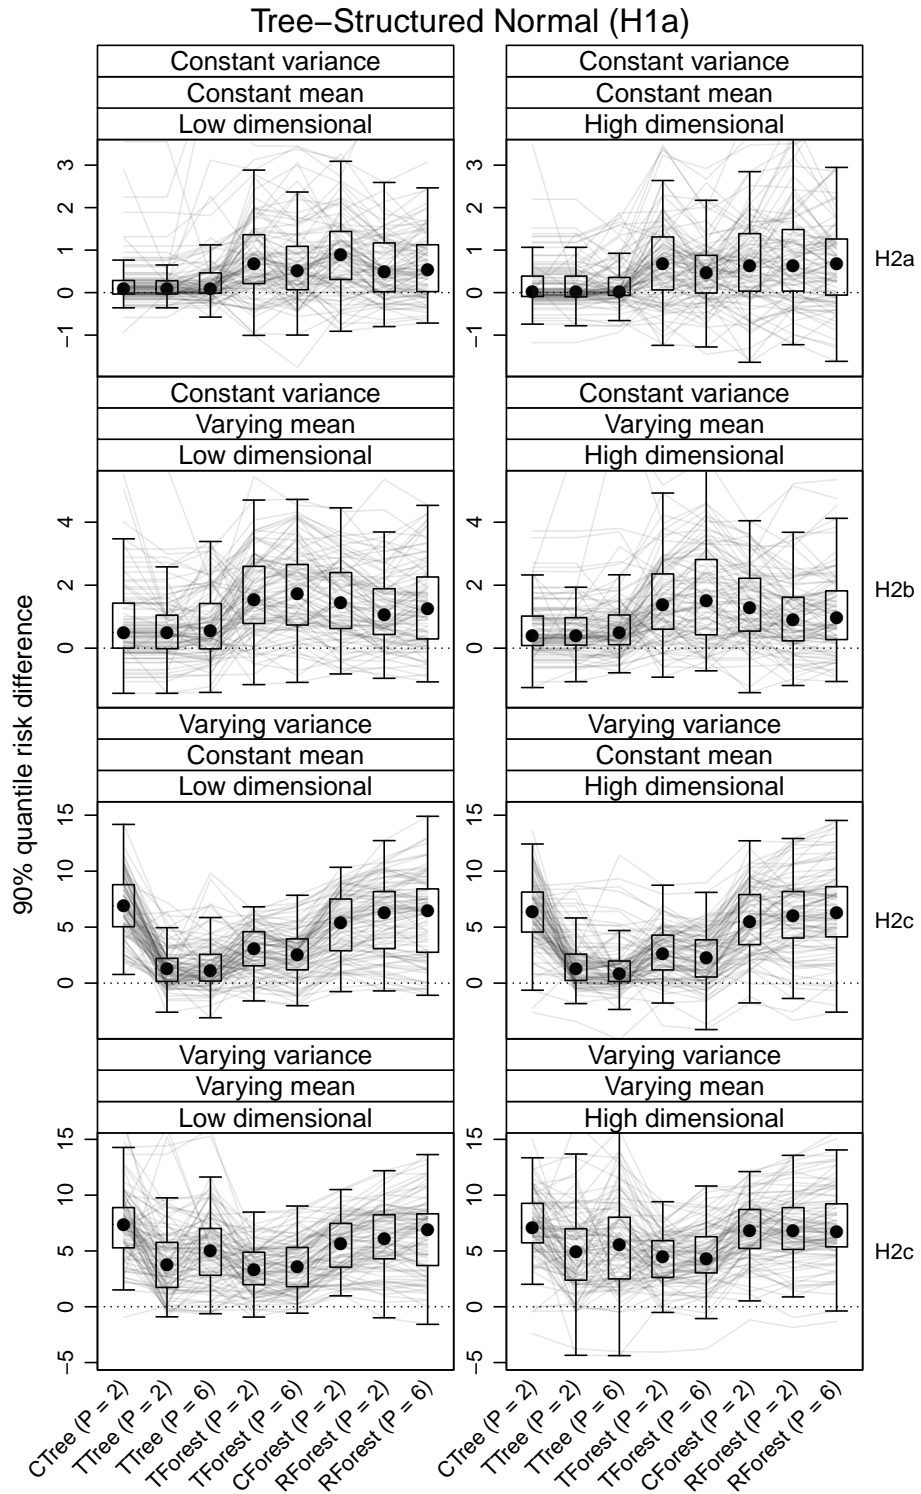 Tree−Structured Normal (H1a)
Constant variance
Constant mean
Low dimensional
Constant variance
Constant mean
High dimensional
3
2
1
0
−1
3
2
1
0
−1
H2a
Constant variance
Varying mean
Low dimensional
Constant variance
Varying mean
High dimensional
4
2
0
4
2
0
H2b
90% quantile risk difference
Varying variance
Constant mean
Low dimensional
Varying variance
Constant mean
High dimensional
15
10
5
0
15
10
5
0
H2c
Varying variance
Varying mean
Low dimensional
Varying variance
Varying mean
High dimensional
15
10
5
0
−5
15
10
5
0
−5
H2c
CTree (P = 2)
TTree (P = 2)
TTree (P = 6)
TForest (P = 2)
TForest (P = 6)
CForest (P = 2)
RForest (P = 2)
RForest (P = 6)
CTree (P = 2)
TTree (P = 2)
TTree (P = 6)
TForest (P = 2)
TForest (P = 6)
CForest (P = 2)
RForest (P = 2)
RForest (P = 6)